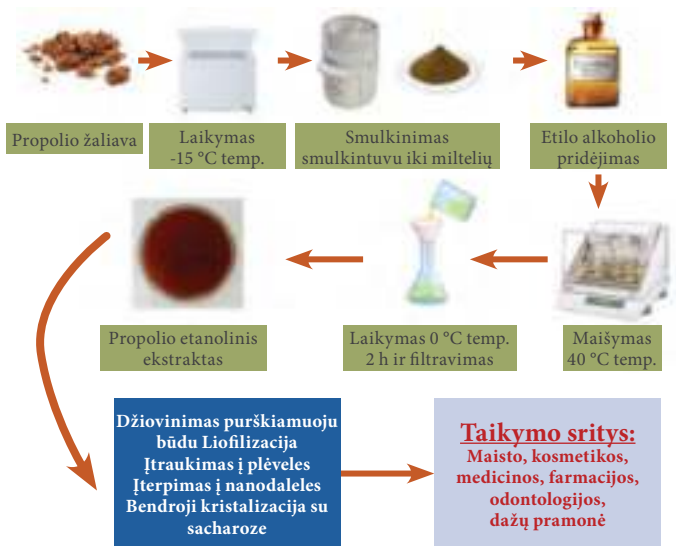 Propolio žaliava
Laikymas
-15 °C temp.
Smulkinimas
smulkintuvu iki miltelių
Etilo alkoholio
pridėjimas
Maišymas
40 °C temp.
Laikymas 0 °C temp.
2 h ir filtravimas
Propolio etanolinis
ekstraktas
Džiovinimas purškiamuoju
būdu Liofilizacija
Įtraukimas į plėveles
Įterpimas į nanodaleles
Bendroji kristalizacija su
sacharoze
Taikymo sritys:
Maisto, kosmetikos,
medicinos, farmacijos,
odontologijos,
dažų pramonė